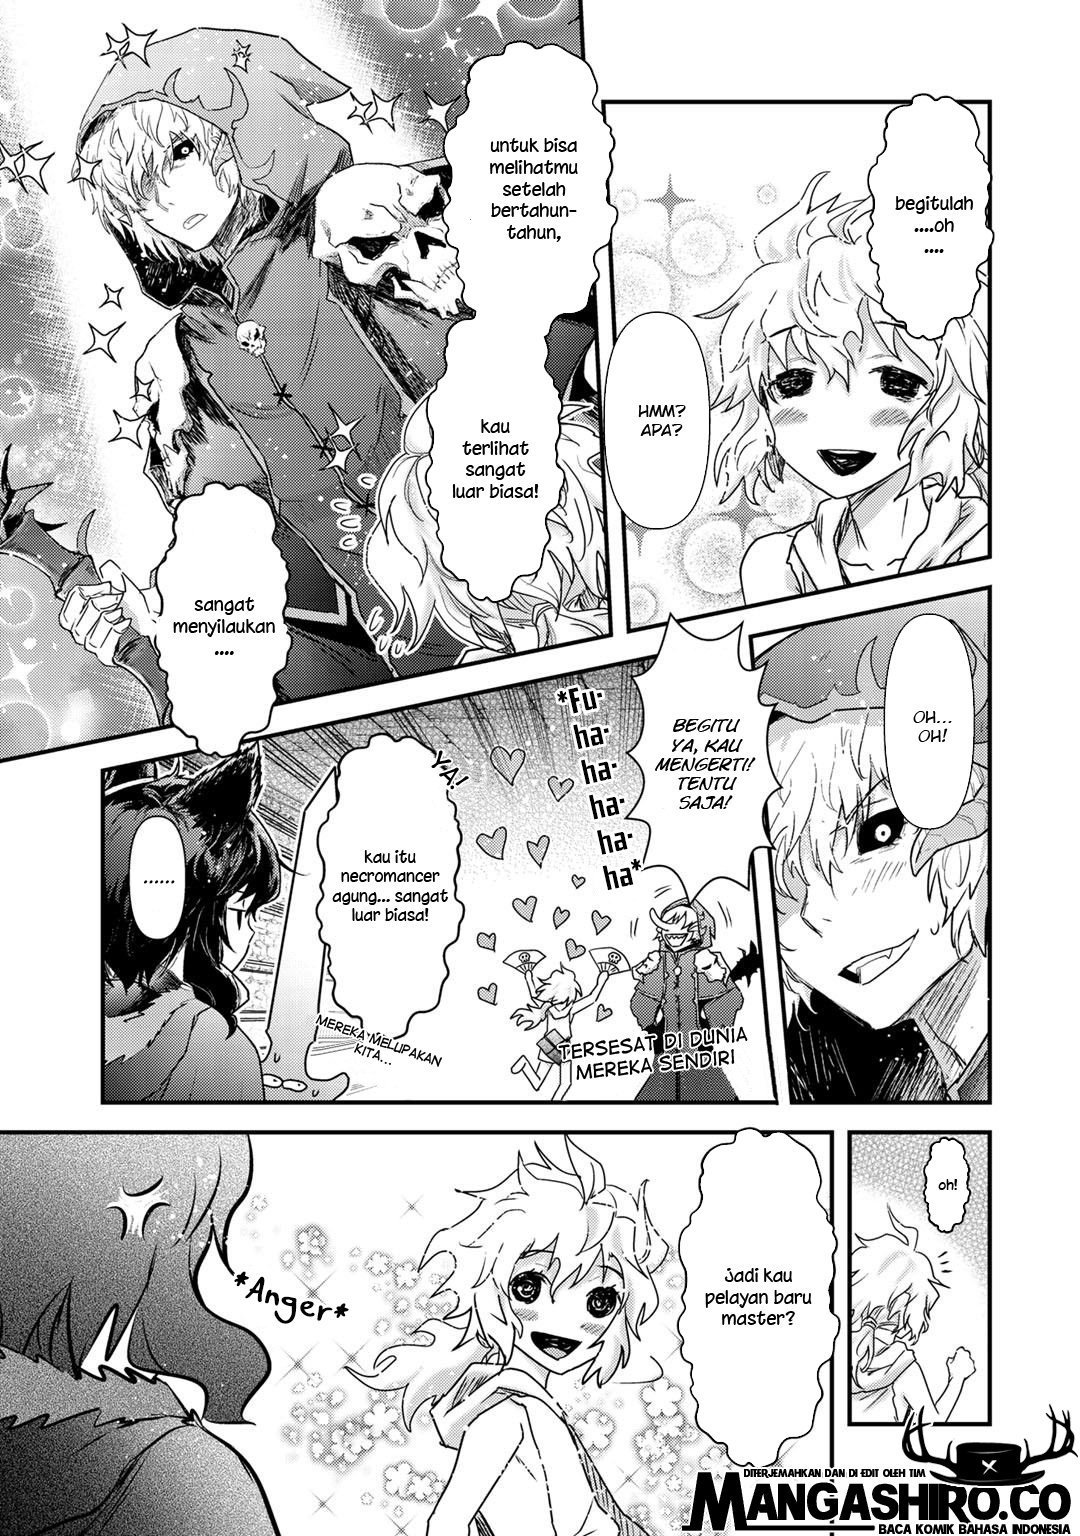 begitulah
....oh
....
HMM?
APA?
untuk bisa
melihatmu
setelah
bertahun-
tahun,
kau
terlihat
sangat
luar biasa!
sangat
menyilaukan
....
OH...
OH!
BEGITU
YA, KAU
MENGERTI!
TENTU
SAJA!
*Fu-
ha-
ha-
ha-
ha-
ha*
YA!
kau itu
necromancer
agung... sangat
luar biasa!
TERSESAT DI DUNIA
MEREKA SENDIRI
MEREKA MELUPAKAN
KITA...
......
oh!
Jadi kau
pelayan baru
master?
*Anger*
DITERJEMAHKAN DAN DI EDIT OLEH TIM
MANGASHIRO.CO
BACA KOMIK BAHASA INDONESIA